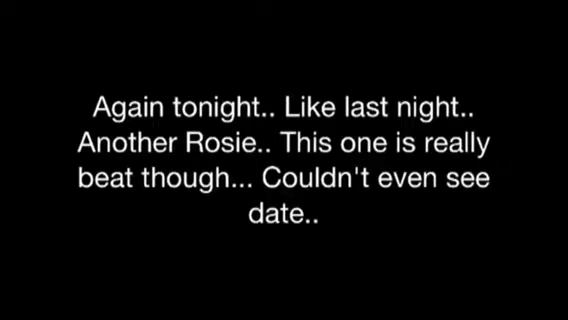 Again tonight.. Like last night..
Another Rosie.. This one is really
beat though... Couldn't even see
date..